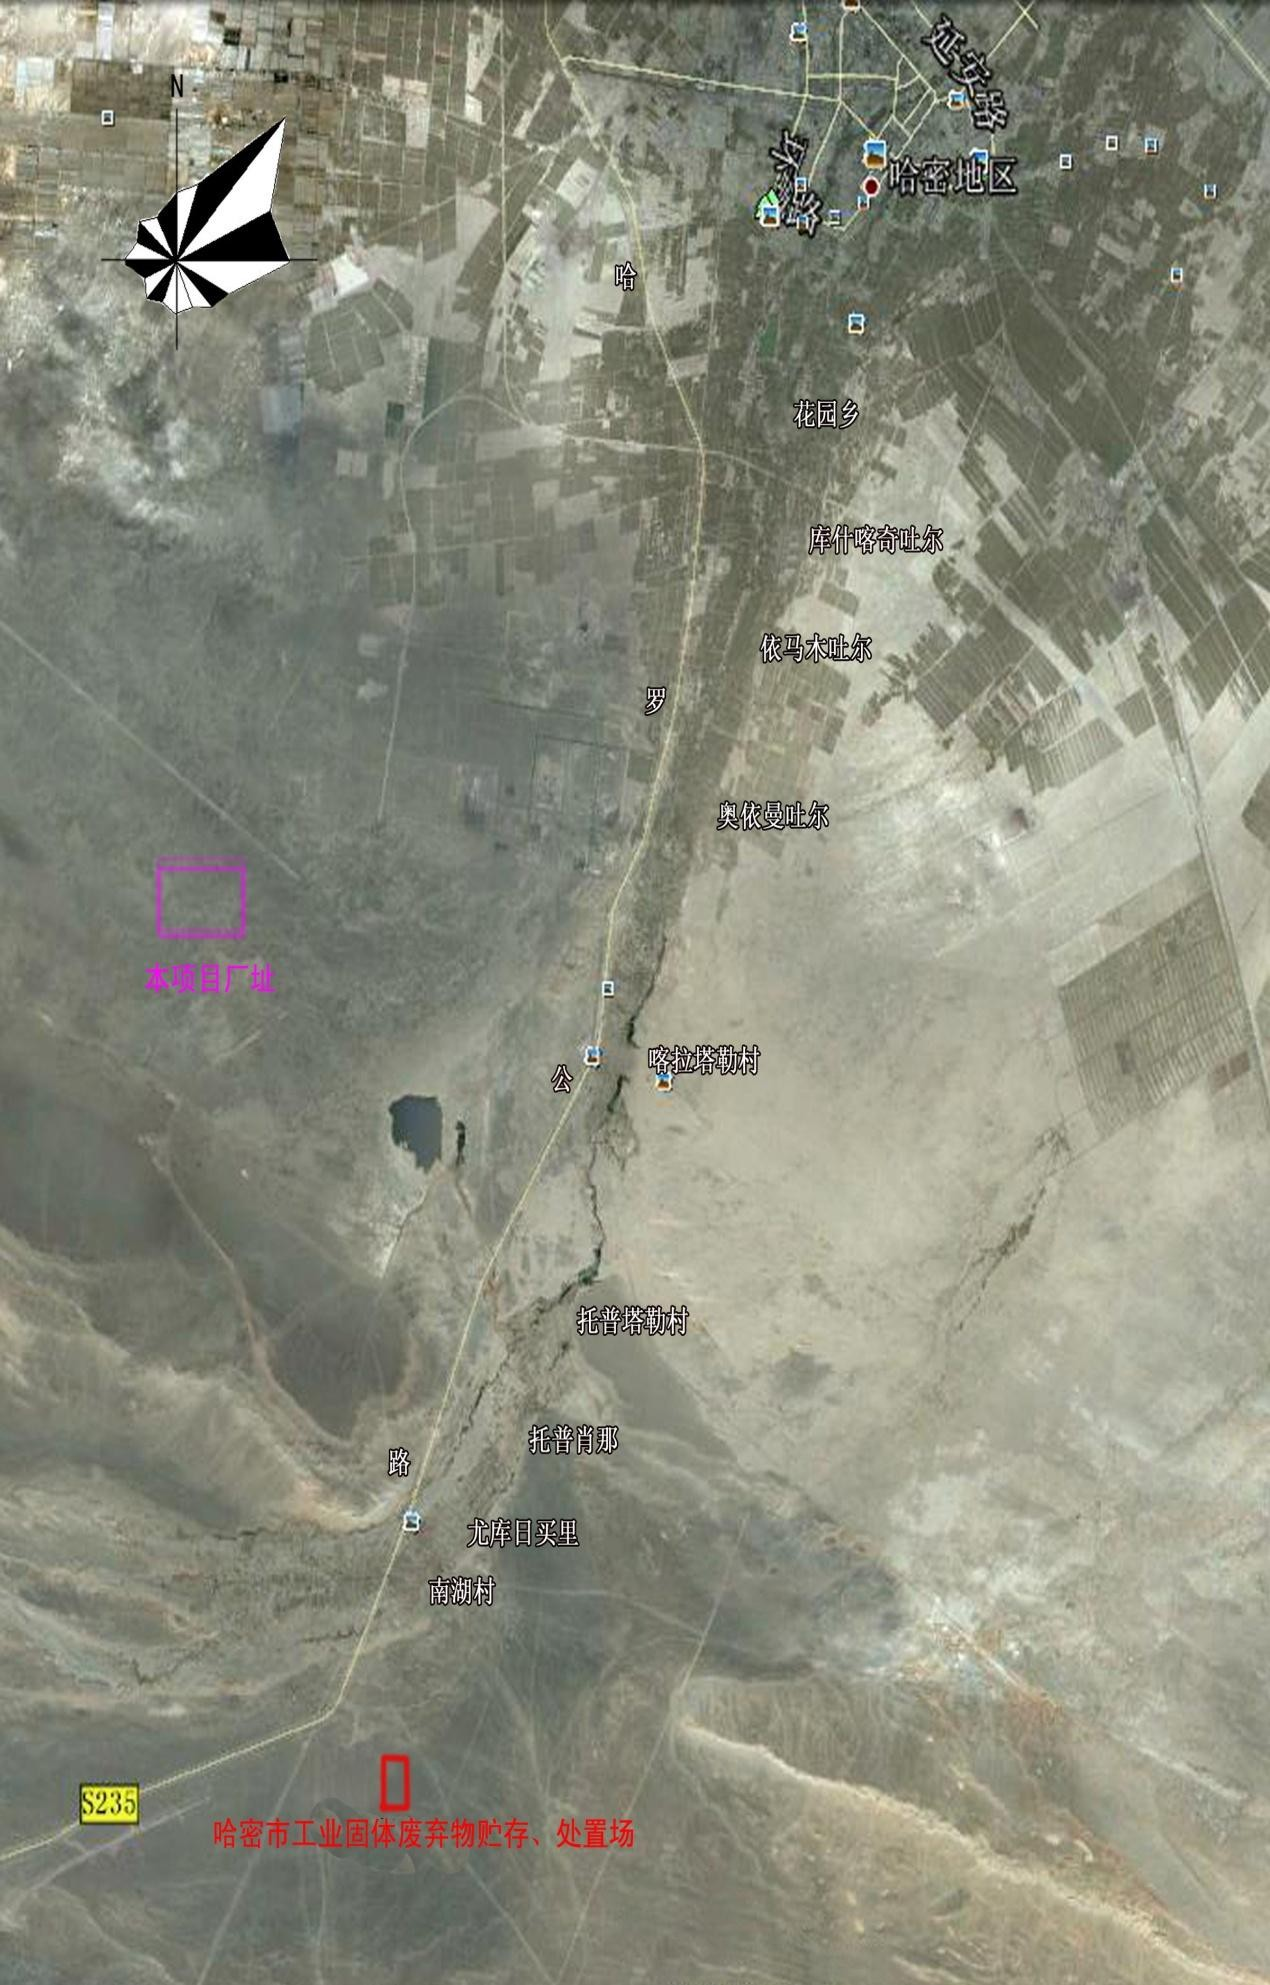 N
延安路
环路
哈密地区
哈
花园乡
库什喀奇吐尔
依马木吐尔
罗
奥依曼吐尔
本项目厂址
喀拉塔勒村
公
托普塔勒村
托普肖那
路
尤库日买里
南湖村
S235
哈密市工业固体废弃物贮存、处置场